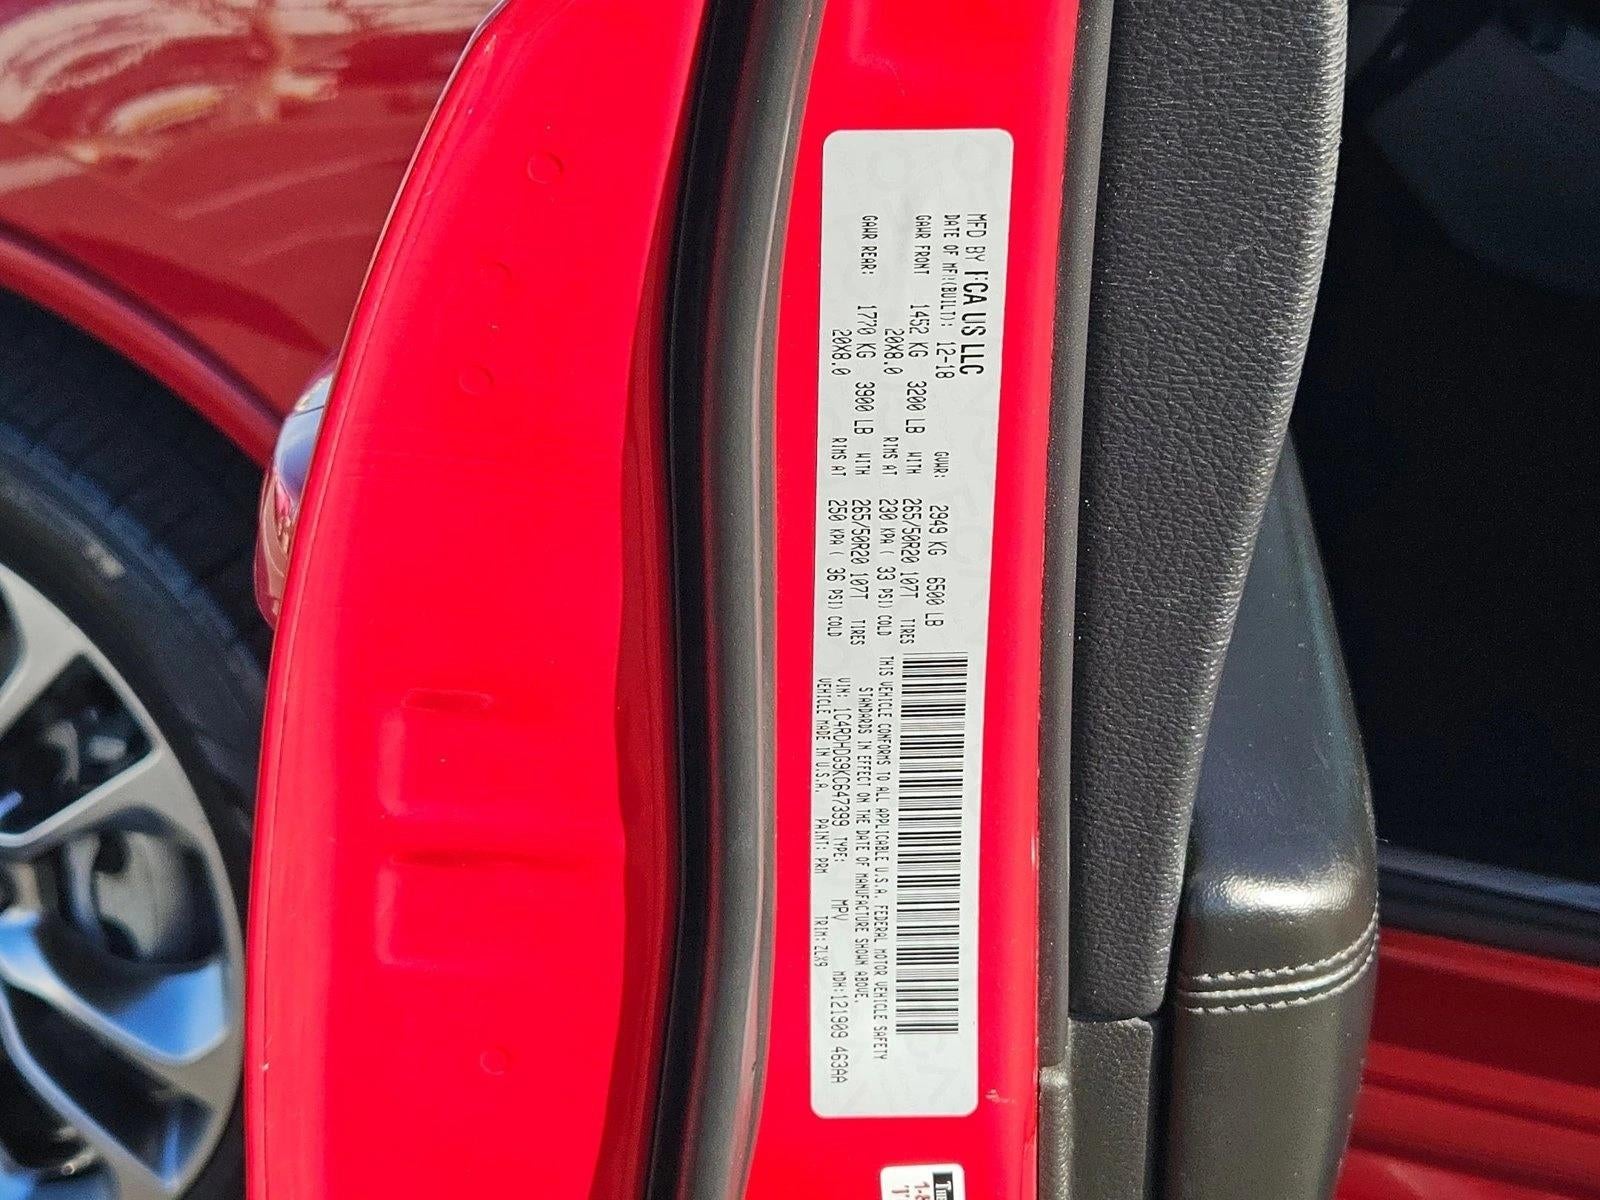 MFD BY FCA US LLC
DATE OF MFR(BUILT): 12-18 GVWR: 2949 KG 6500 LB
GAWR FRONT 1452 KG 3200 LB WITH 265/50R20 107T TIRES
20X8.0 RIMS AT 230 KPA( 33 PSI) COLD
GAWR REAR: 1770 KG 3900 LB WITH 265/50R20 107T TIRES
20X8.0 RIMS AT 250 KPA( 36 PSI) COLD
THIS VEHICLE CONFORMS TO ALL APPLICABLE U.S.A. FEDERAL MOTOR VEHICLE SAFETY
STANDARDS IN EFFECT ON THE DATE OF MANUFACTURE SHOWN ABOVE.
VIN: 1C4RDHDG9KC647399 TYPE: MPV MDH:121909 463AA
VEHICLE MADE IN U.S.A. PAINT: PRM TRIM: ZLX9